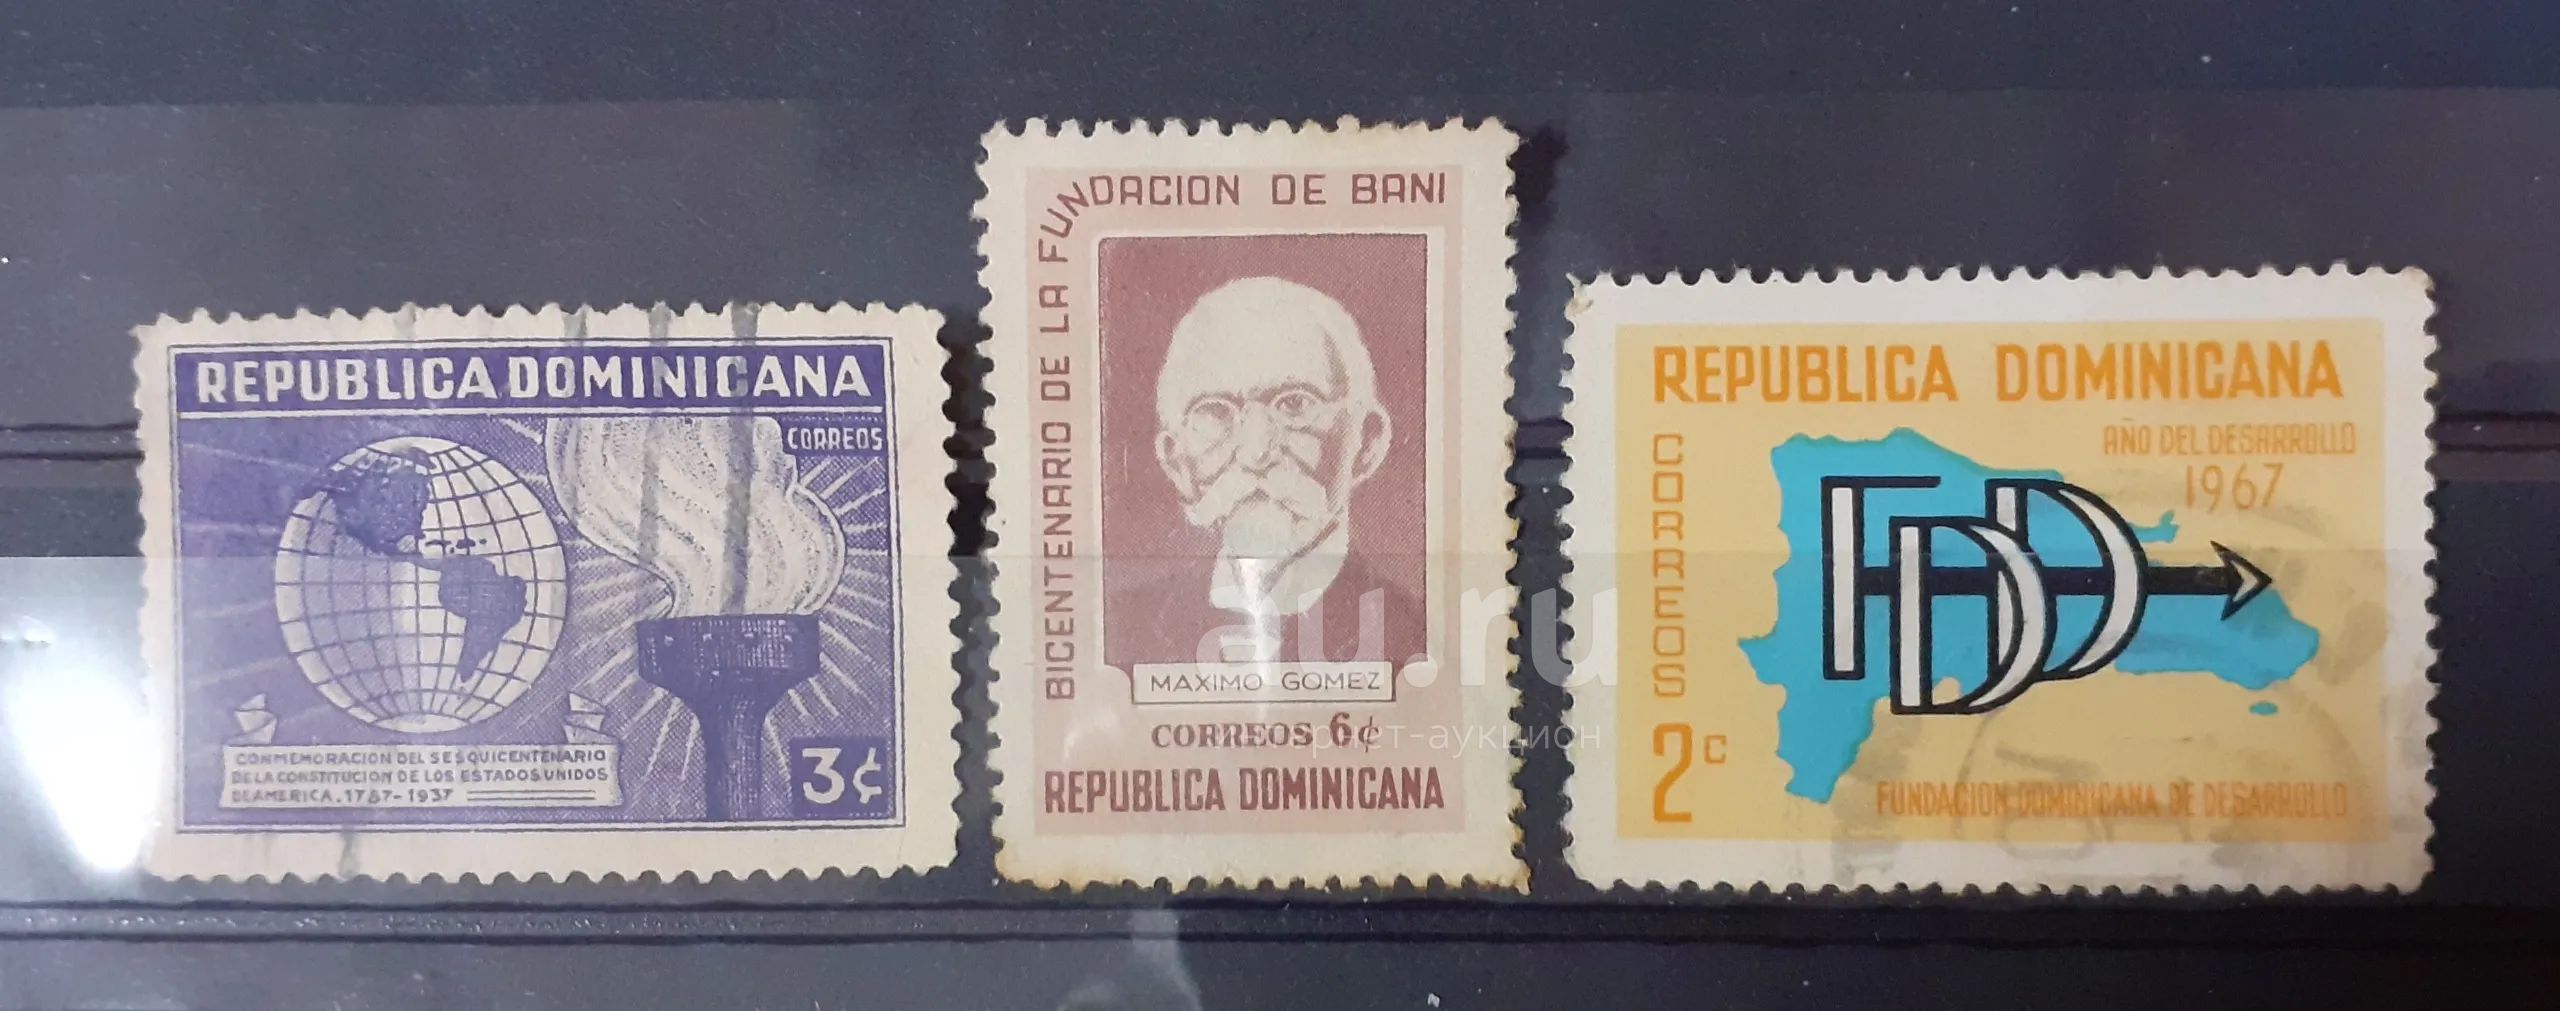 REPUBLICA DOMINICANA
CORREOS
CONMEMORACION DEL SESQUICENTENARIO
DE LA CONSTITUCION DE LOS ESTADOS UNIDOS
DE AMERICA. 1787-1937
3¢
BICENTENARIO DE LA FUNDACION DE BANI
MAXIMO GOMEZ
CORREOS 6¢
REPUBLICA DOMINICANA
REPUBLICA DOMINICANA
CORREOS
AÑO DEL DESARROLLO
1967
FDD
2c
FUNDACION DOMINICANA DE DESARROLLO
au.ru
интернет-аукцион